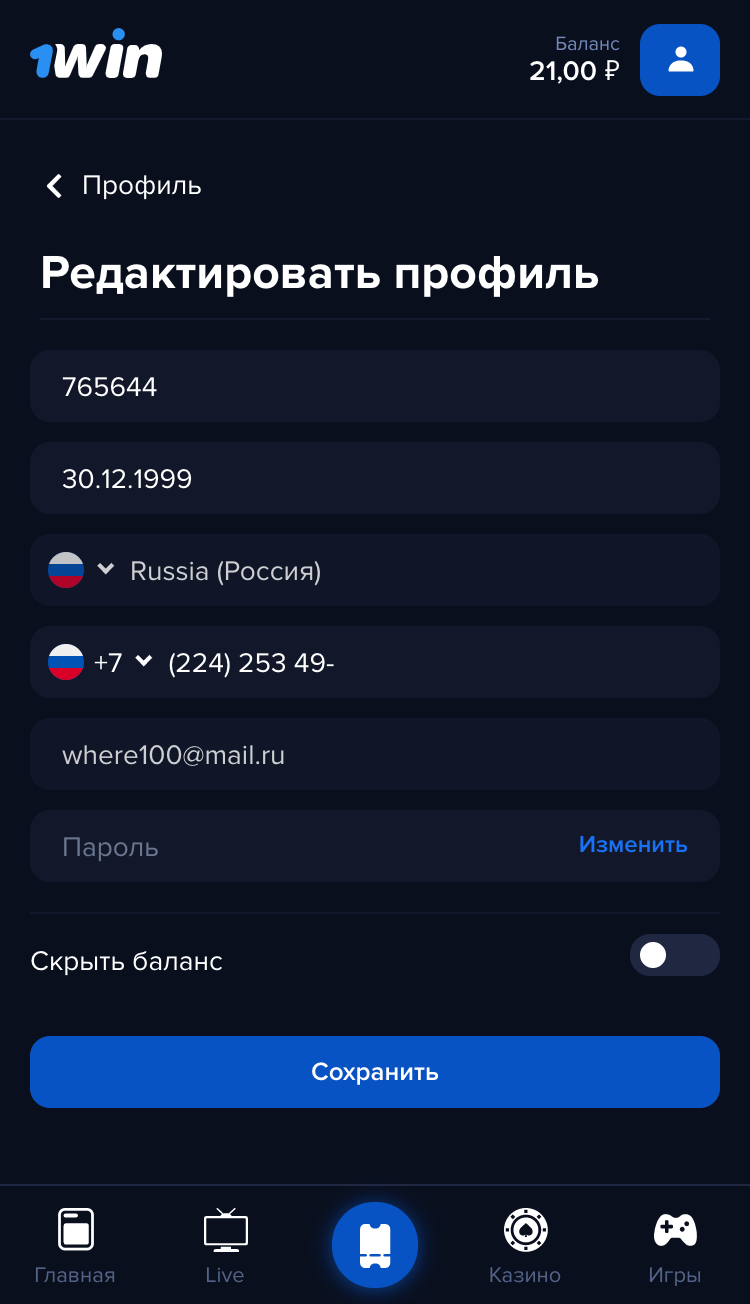 1win
Баланс
21,00 ₽
Профиль
Редактировать профиль
765644
30.12.1999
Russia (Россия)
+7 (224) 253 49-
where100@mail.ru
Пароль Изменить
Скрыть баланс
Сохранить
Главная Live Казино Игры